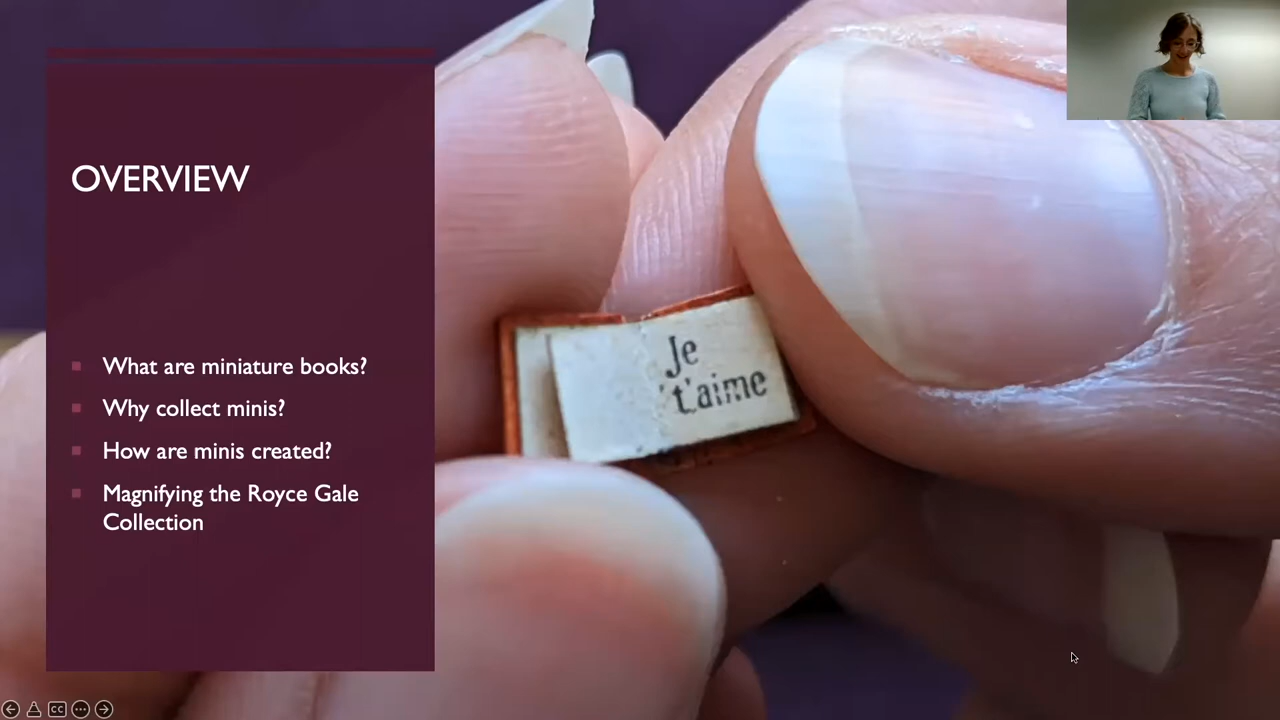 OVERVIEW
What are miniature books?
Why collect minis?
How are minis created?
Magnifying the Royce Gale
Collection
Je
t'aime
CC